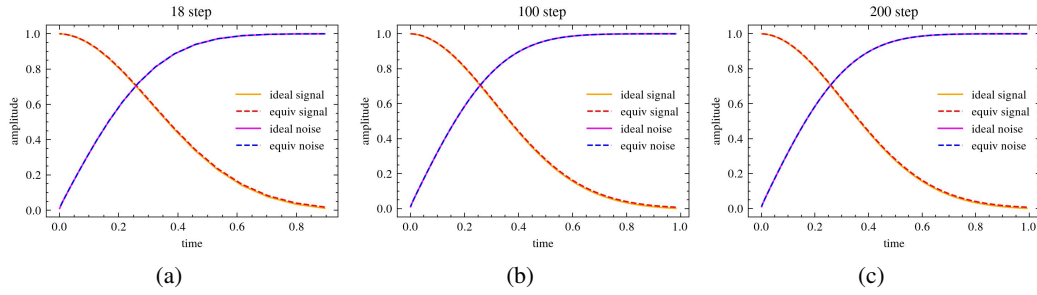 18 step
1.0
0.8
0.6
0.4
0.2
0.0
amplitude
ideal signal
equiv signal
ideal noise
equiv noise
0.0 0.2 0.4 0.6 0.8
time
(a)
100 step
1.0
0.8
0.6
0.4
0.2
0.0
amplitude
ideal signal
equiv signal
ideal noise
equiv noise
0.0 0.2 0.4 0.6 0.8 1.0
time
(b)
200 step
1.0
0.8
0.6
0.4
0.2
0.0
amplitude
ideal signal
equiv signal
ideal noise
equiv noise
0.0 0.2 0.4 0.6 0.8 1.0
time
(c)